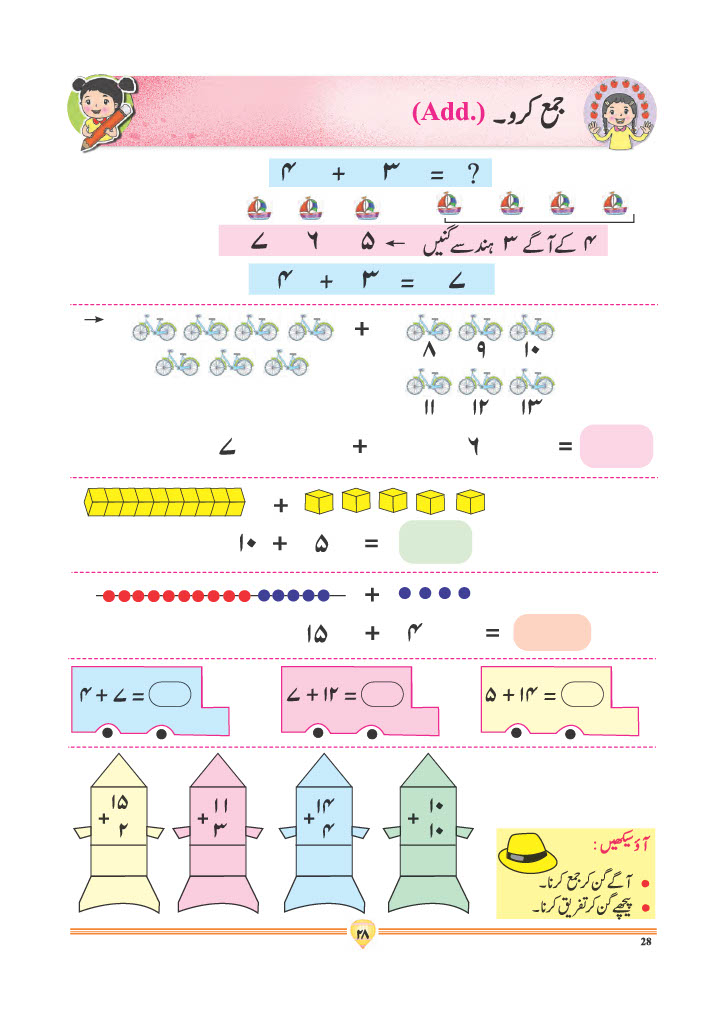 جمع کرو۔ (Add.)
۴ + ۳ = ?
۴ کے آگے ۳ ہندسے گنیں ← ۵ ۶ ۷
۴ + ۳ = ۷
→ +
۸ ۹ ۱۰
۱۱ ۱۲ ۱۳
۷ + ۶ =
+
۱۰ + ۵ =
+
۱۵ + ۴ =
۴ + ۷ =
۷ + ۱۲ =
۵ + ۱۴ =
۱۵
+ ۲
۱۱
+ ۳
۱۴
+ ۴
۱۰
+ ۱۰
آؤ سیکھیں :
• آگے گن کر جمع کرنا۔
• پیچھے گن کر تفریق کرنا۔
۲۸
28